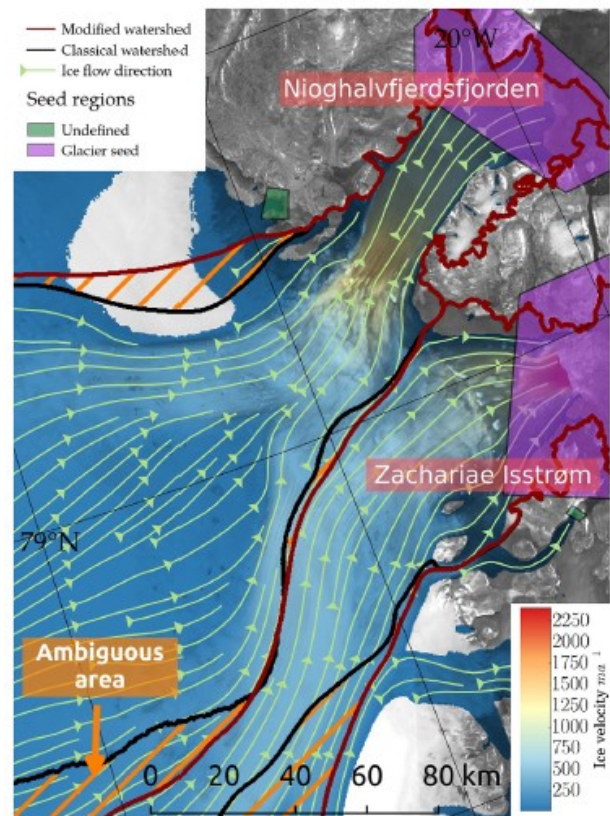 Modified watershed
Classical watershed
Ice flow direction
Seed regions
Undefined
Glacier seed
20°W
Nioghalvfjerdsfjorden
Zachariae Isstrøm
79°N
Ambiguous
area
0 20 40 60 80 km
2250
2000
1750
1500
1250
1000
750
500
250
Ice velocity ma⁻¹